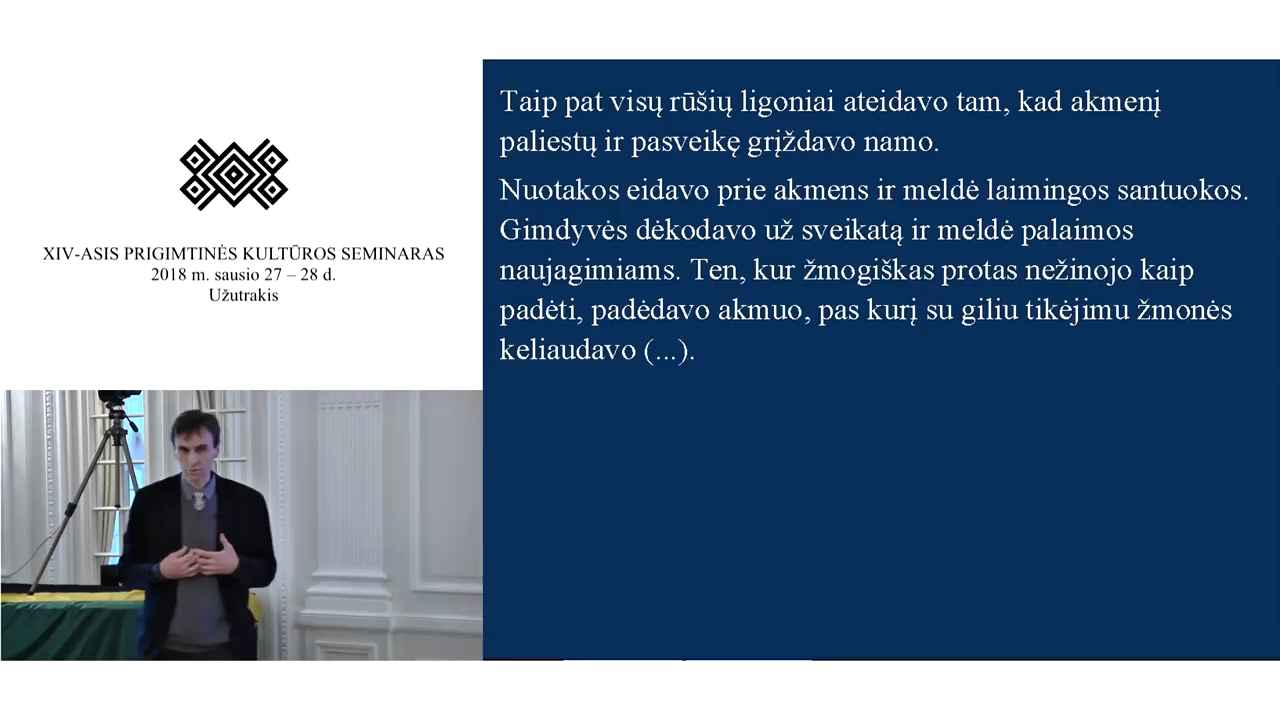 XIV-ASIS PRIGIMTINĖS KULTŪROS SEMINARAS
2018 m. sausio 27 – 28 d.
Užutrakis
Taip pat visų rūšių ligoniai ateidavo tam, kad akmenį
paliestų ir pasveikę grįždavo namo.
Nuotakos eidavo prie akmens ir meldė laimingos santuokos.
Gimdyvės dėkodavo už sveikatą ir meldė palaimos
naujagimiams. Ten, kur žmogiškas protas nežinojo kaip
padėti, padėdavo akmuo, pas kurį su giliu tikėjimu žmonės
keliaudavo (...).